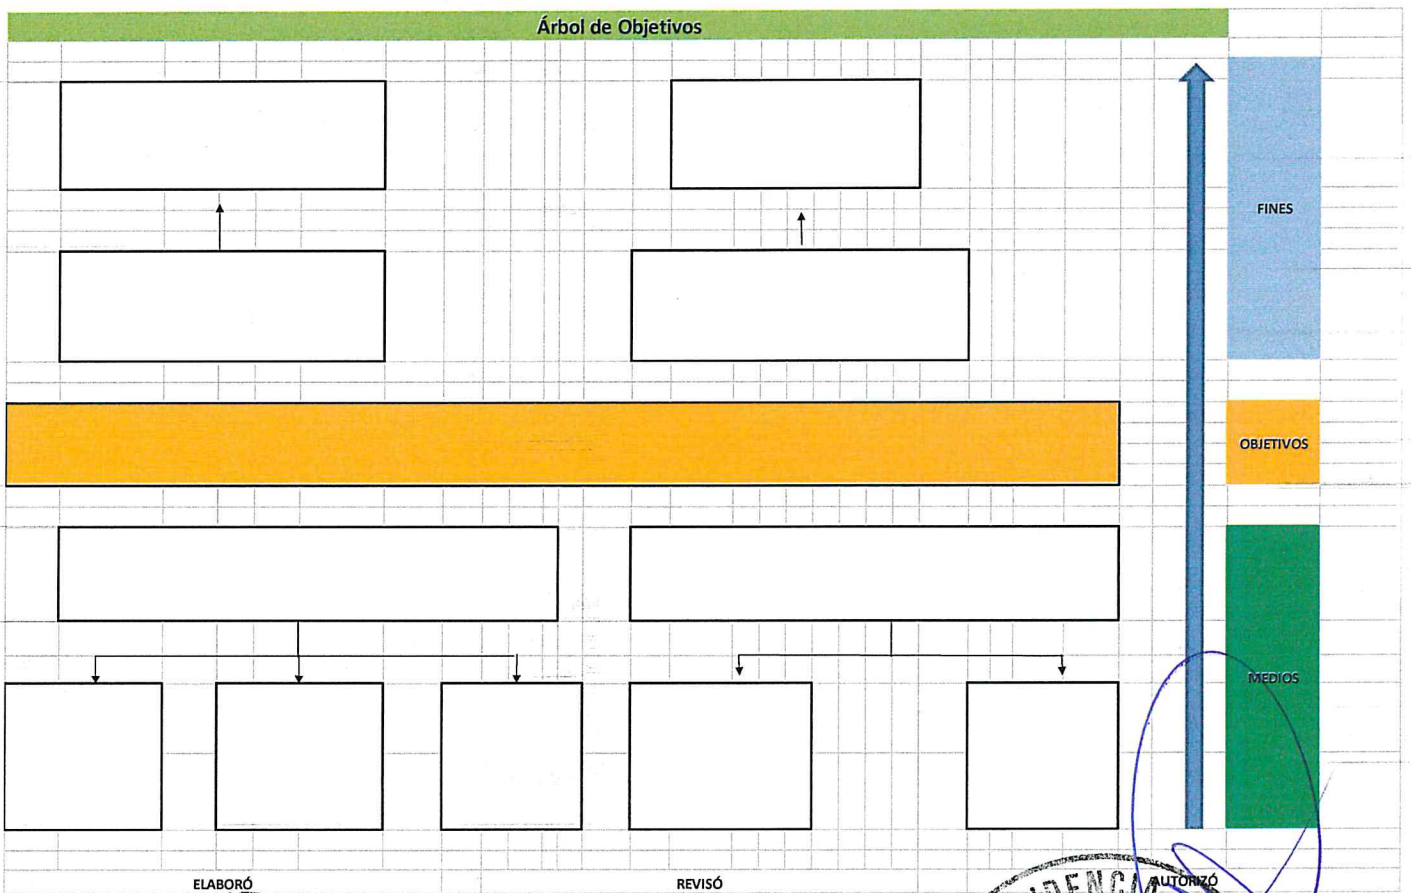 Árbol de Objetivos
FINES
OBJETIVOS
MEDIOS
ELABORÓ
REVISÓ
AUTORIZÓ